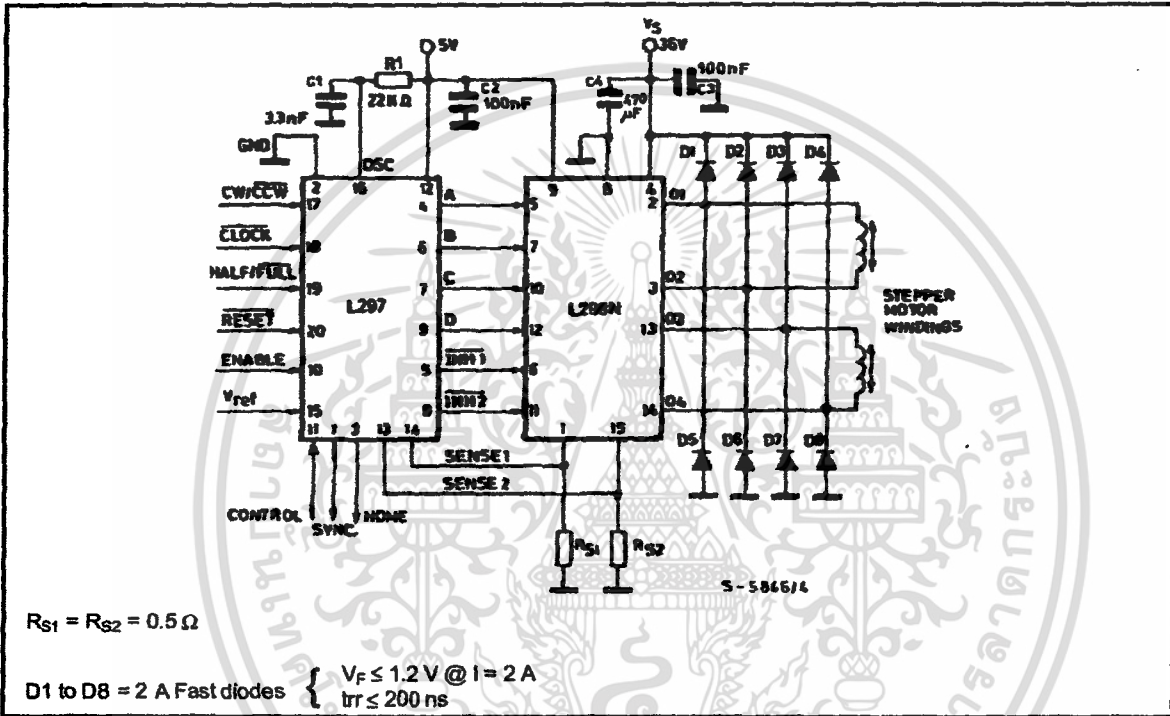 Vs
5V
36V
R1
22KΩ
C1
3.3nF
C2
100nF
C4
470
µF
100nF
C3
GND
OSC
D1
D2
D3
D4
2
16
12
9
8
4
CW/CCW
17
CLOCK
18
HALF/FULL
19
RESET
20
ENABLE
10
Vref
15
L297
A
4
B
6
C
7
D
9
INH1
5
INH2
8
5
7
10
12
6
11
L298N
2
O1
3
O2
13
O3
14
O4
STEPPER
MOTOR
WINDINGS
11
1
3
13
14
1
15
SENSE 1
SENSE 2
CONTROL
SYNC.
HOME
D5
D6
D7
D8
RS1
RS2
S-5846/4
RS1 = RS2 = 0.5 Ω
D1 to D8 = 2 A Fast diodes { VF ≤ 1.2 V @ I = 2 A
trr ≤ 200 ns